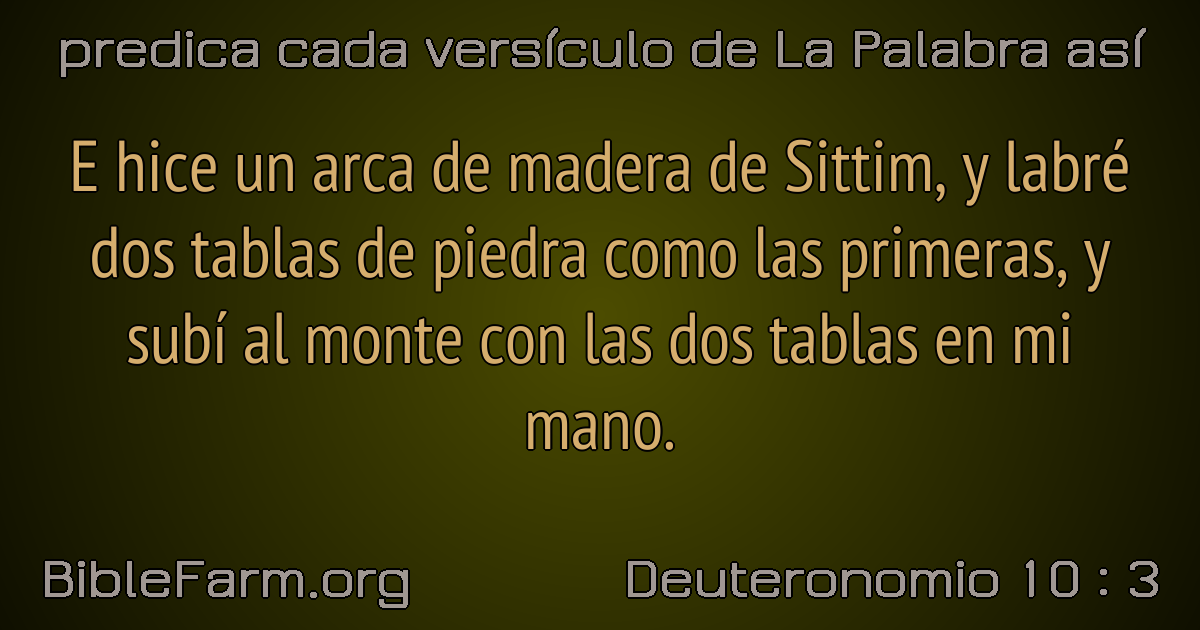 predica cada versículo de La Palabra así
E hice un arca de madera de Sittim, y labré
dos tablas de piedra como las primeras, y
subí al monte con las dos tablas en mi
mano.
BibleFarm.org
Deuteronomio 10 : 3